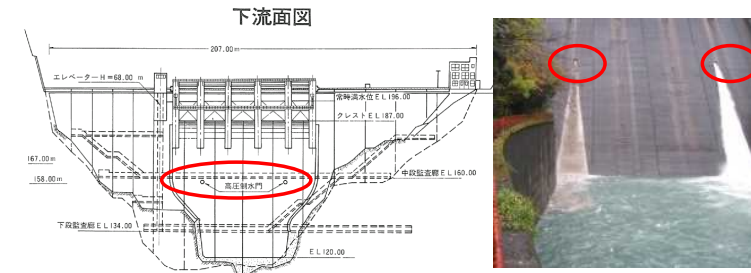 下流面図
207.00m
エレベーターH=68.00 m
常時満水位EL196.00
クレストEL187.00
167.00m
158.00m
高圧鋼水門
中段監査廊EL160.00
下段監査廊EL134.00
EL120.00